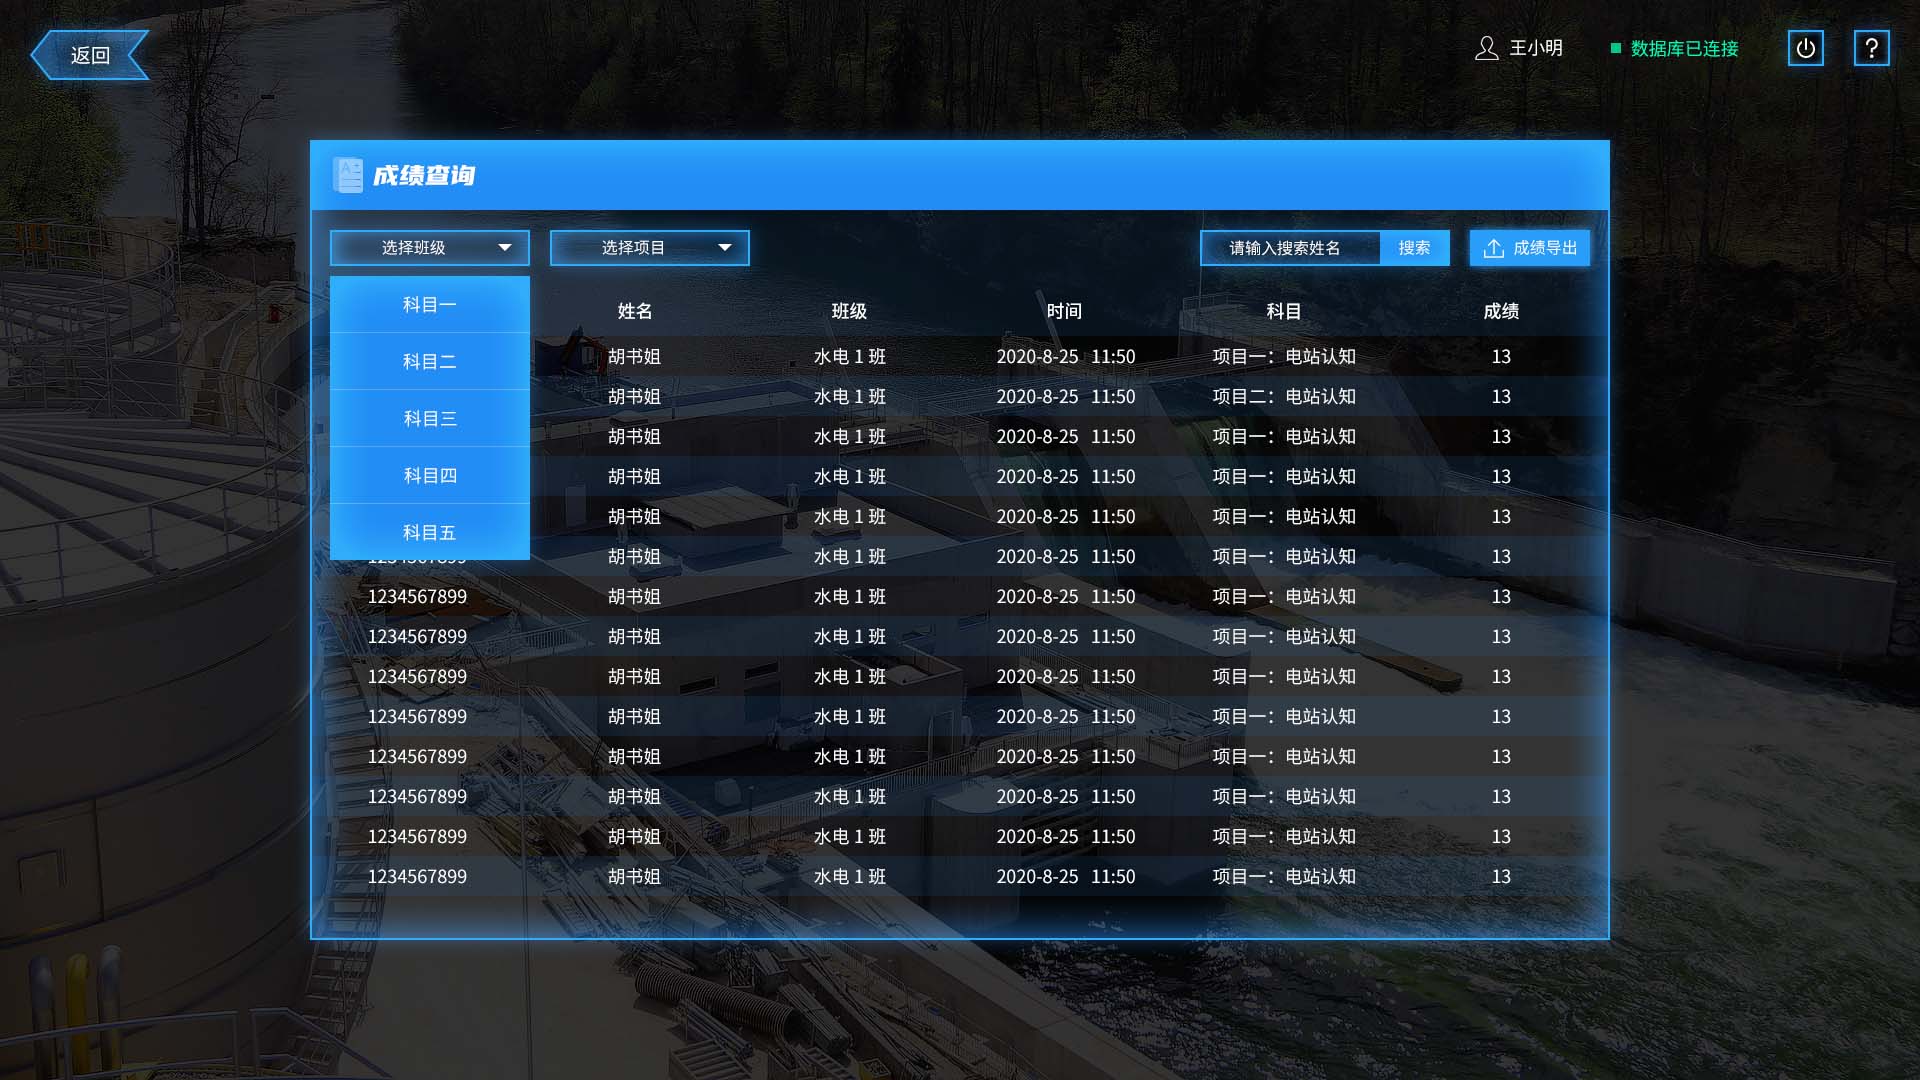 返回
王小明
数据库已连接
?
成绩查询
选择班级
选择项目
请输入搜索姓名
搜索
成绩导出
科目一
科目二
科目三
科目四
科目五
姓名 班级 时间 科目 成绩
胡书姐 水电 1 班 2020-8-25 11:50 项目一：电站认知 13
胡书姐 水电 1 班 2020-8-25 11:50 项目二：电站认知 13
胡书姐 水电 1 班 2020-8-25 11:50 项目一：电站认知 13
胡书姐 水电 1 班 2020-8-25 11:50 项目一：电站认知 13
胡书姐 水电 1 班 2020-8-25 11:50 项目一：电站认知 13
胡书姐 水电 1 班 2020-8-25 11:50 项目一：电站认知 13
1234567899 胡书姐 水电 1 班 2020-8-25 11:50 项目一：电站认知 13
1234567899 胡书姐 水电 1 班 2020-8-25 11:50 项目一：电站认知 13
1234567899 胡书姐 水电 1 班 2020-8-25 11:50 项目一：电站认知 13
1234567899 胡书姐 水电 1 班 2020-8-25 11:50 项目一：电站认知 13
1234567899 胡书姐 水电 1 班 2020-8-25 11:50 项目一：电站认知 13
1234567899 胡书姐 水电 1 班 2020-8-25 11:50 项目一：电站认知 13
1234567899 胡书姐 水电 1 班 2020-8-25 11:50 项目一：电站认知 13
1234567899 胡书姐 水电 1 班 2020-8-25 11:50 项目一：电站认知 13